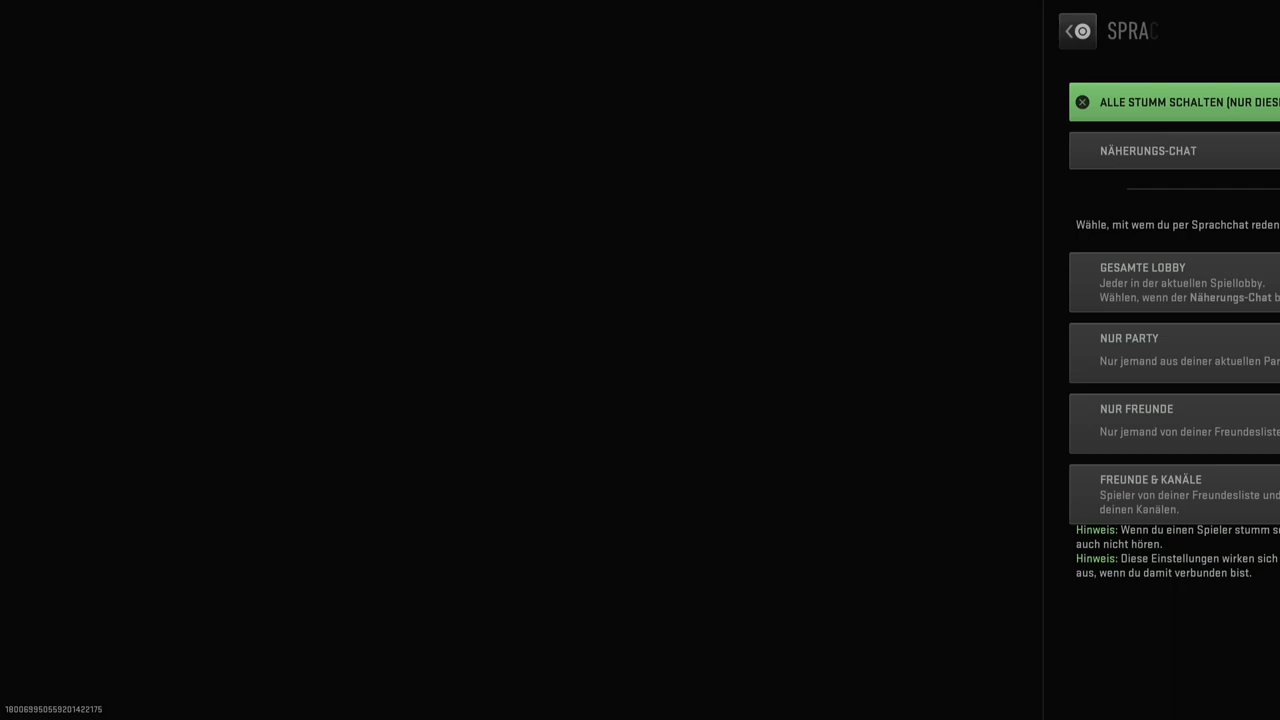 SPRAC
ALLE STUMM SCHALTEN (NUR DIES
NÄHERUNGS-CHAT
Wähle, mit wem du per Sprachchat reden
GESAMTE LOBBY
Jeder in der aktuellen Spiellobby.
Wählen, wenn der Näherungs-Chat b
NUR PARTY
Nur jemand aus deiner aktuellen Par
NUR FREUNDE
Nur jemand von deiner Freundesliste
FREUNDE & KANÄLE
Spieler von deiner Freundesliste und
deinen Kanälen.
Hinweis: Wenn du einen Spieler stumm s
auch nicht hören.
Hinweis: Diese Einstellungen wirken sich
aus, wenn du damit verbunden bist.
180069950559201422175